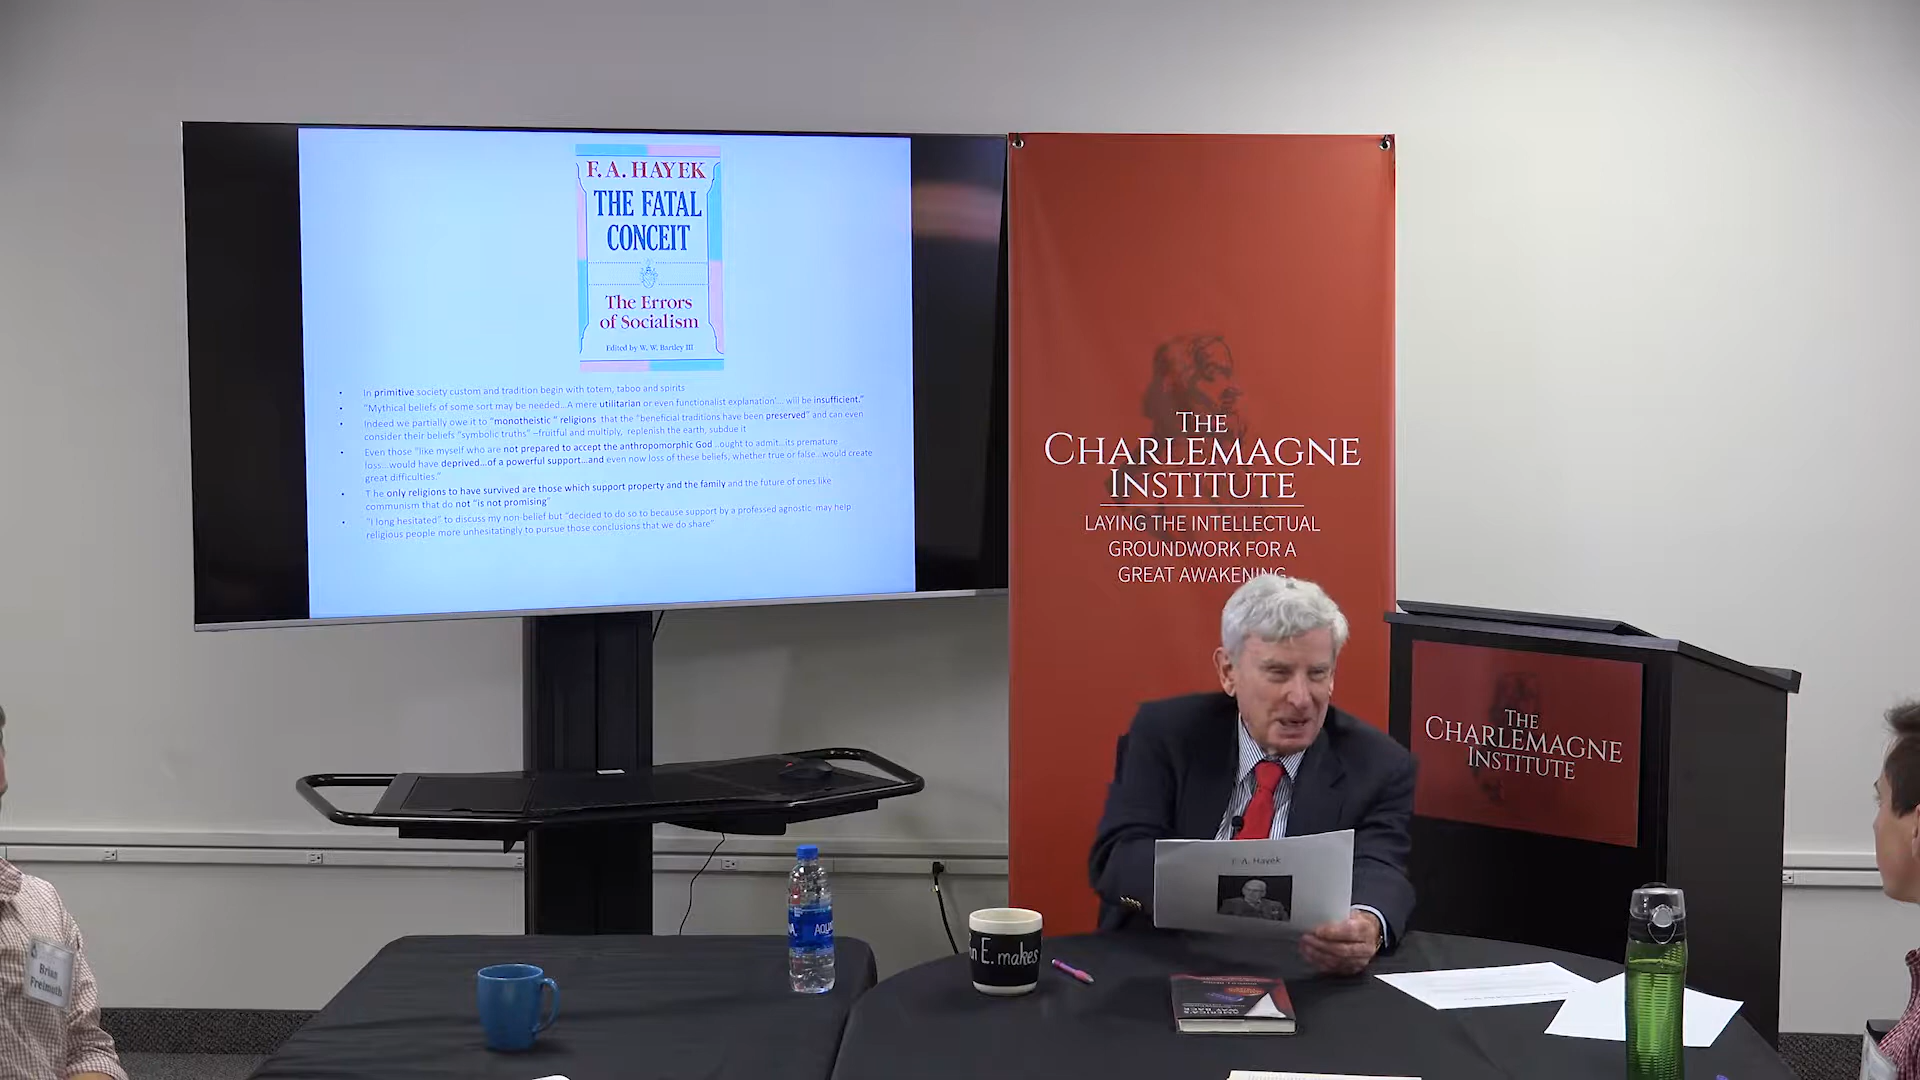 F. A. HAYEK
THE FATAL
CONCEIT
The Errors
of Socialism
Edited by W. W. Bartley III
• In primitive society custom and tradition begin with totem, taboo and spirits
• "Mythical beliefs of some sort may be needed...A mere utilitarian or even functionalist explanation'... will be insufficient."
• Indeed we partially owe it to "monotheistic " religions that the "beneficial traditions have been preserved" and can even
consider their beliefs "symbolic truths" –fruitful and multiply, replenish the earth, subdue it
• Even those "like myself who are not prepared to accept the anthropomorphic God ..ought to admit...its premature
loss...would have deprived...of a powerful support...and even now loss of these beliefs, whether true or false...would create
great difficulties."
• T he only religions to have survived are those which support property and the family and the future of ones like
communism that do not "is not promising"
• "I long hesitated" to discuss my non-belief but "decided to do so to because support by a professed agnostic may help
religious people more unhesitatingly to pursue those conclusions that we do share"
THE
CHARLEMAGNE
INSTITUTE
LAYING THE INTELLECTUAL
GROUNDWORK FOR A
GREAT AWAKENING
THE
CHARLEMAGNE
INSTITUTE
F. A. Hayek
E. makes
Brian
Freimuth
AMERICA'S
WAY BACK